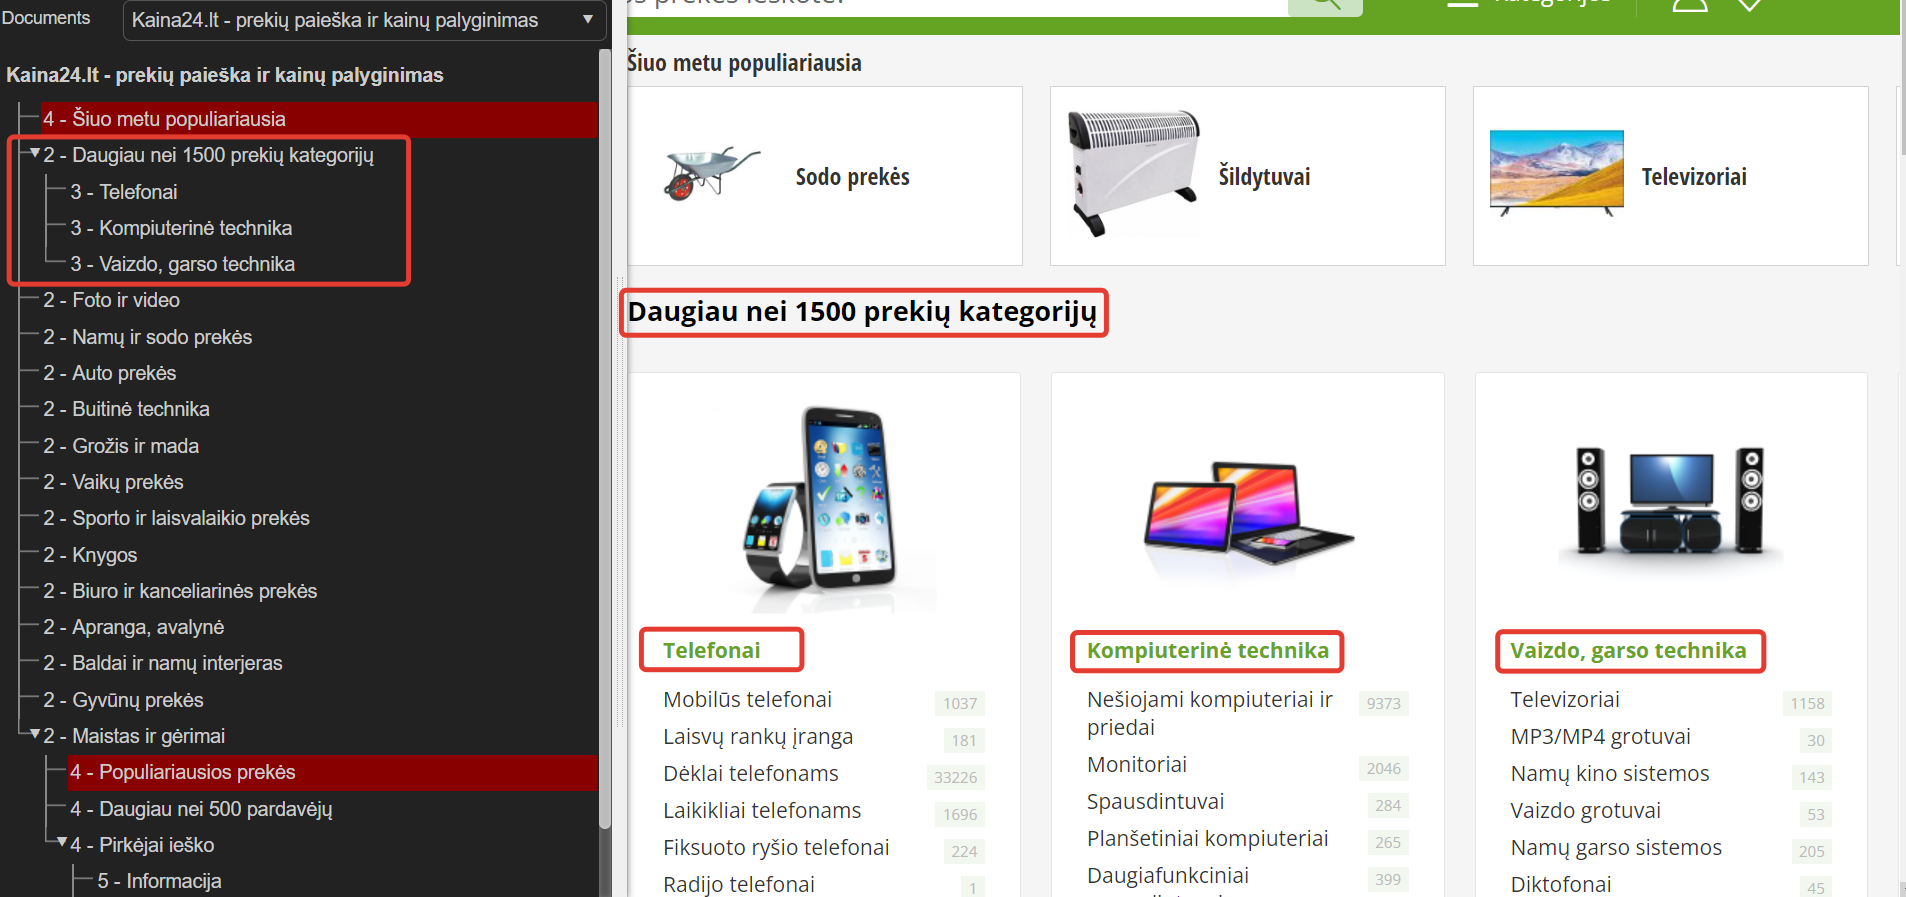 Documents
Kaina24.lt - prekių paieška ir kainų palyginimas
Kaina24.lt - prekių paieška ir kainų palyginimas
4 - Šiuo metu populiariausia
2 - Daugiau nei 1500 prekių kategorijų
3 - Telefonai
3 - Kompiuterinė technika
3 - Vaizdo, garso technika
2 - Foto ir video
2 - Namų ir sodo prekės
2 - Auto prekės
2 - Buitinė technika
2 - Grožis ir mada
2 - Vaikų prekės
2 - Sporto ir laisvalaikio prekės
2 - Knygos
2 - Biuro ir kanceliarinės prekės
2 - Apranga, avalynė
2 - Baldai ir namų interjeras
2 - Gyvūnų prekės
2 - Maistas ir gėrimai
4 - Populiariausios prekės
4 - Daugiau nei 500 pardavėjų
4 - Pirkėjai ieško
5 - Informacija
Šiuo metu populiariausia
Sodo prekės
Šildytuvai
Televizoriai
Daugiau nei 1500 prekių kategorijų
Telefonai
Mobilūs telefonai 1037
Laisvų rankų įranga 181
Dėklai telefonams 33226
Laikikliai telefonams 1696
Fiksuoto ryšio telefonai 224
Radijo telefonai 1
Kompiuterinė technika
Nešiojami kompiuteriai ir 9373
priedai
Monitoriai 2046
Spausdintuvai 284
Planšetiniai kompiuteriai 265
Daugiafunkciniai 399
Vaizdo, garso technika
Televizoriai 1158
MP3/MP4 grotuvai 30
Namų kino sistemos 143
Vaizdo grotuvai 53
Namų garso sistemos 205
Diktofonai 45